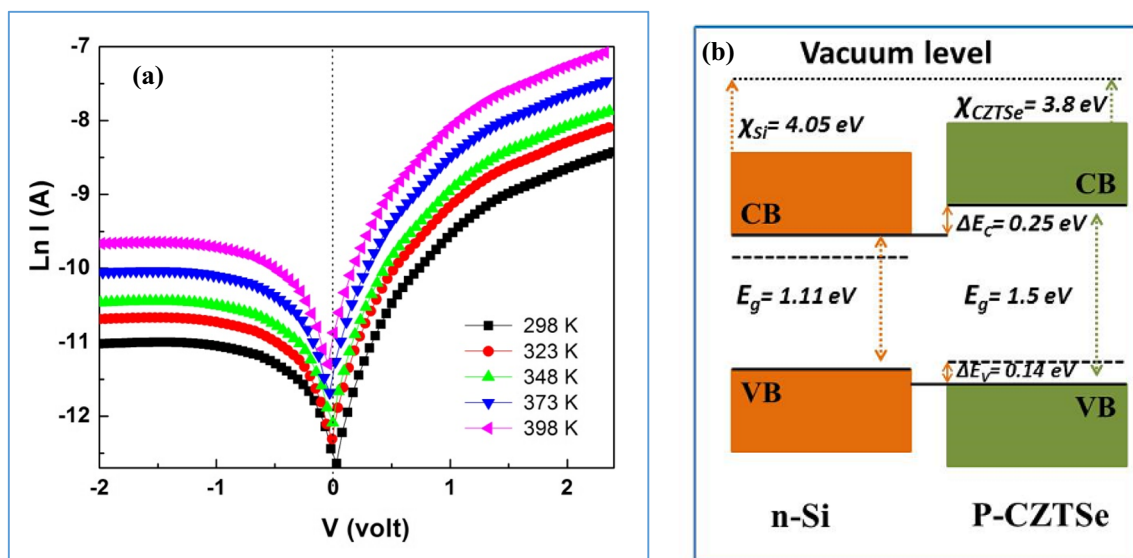 (a)
Ln I (A)
-7
-8
-9
-10
-11
-12
298 K
323 K
348 K
373 K
398 K
-2
-1
0
1
2
V (volt)
(b)
Vacuum level
χSi= 4.05 eV
χCZTSe= 3.8 eV
CB
CB
ΔEC= 0.25 eV
Eg= 1.11 eV
Eg= 1.5 eV
ΔEV= 0.14 eV
VB
VB
n-Si
P-CZTSe